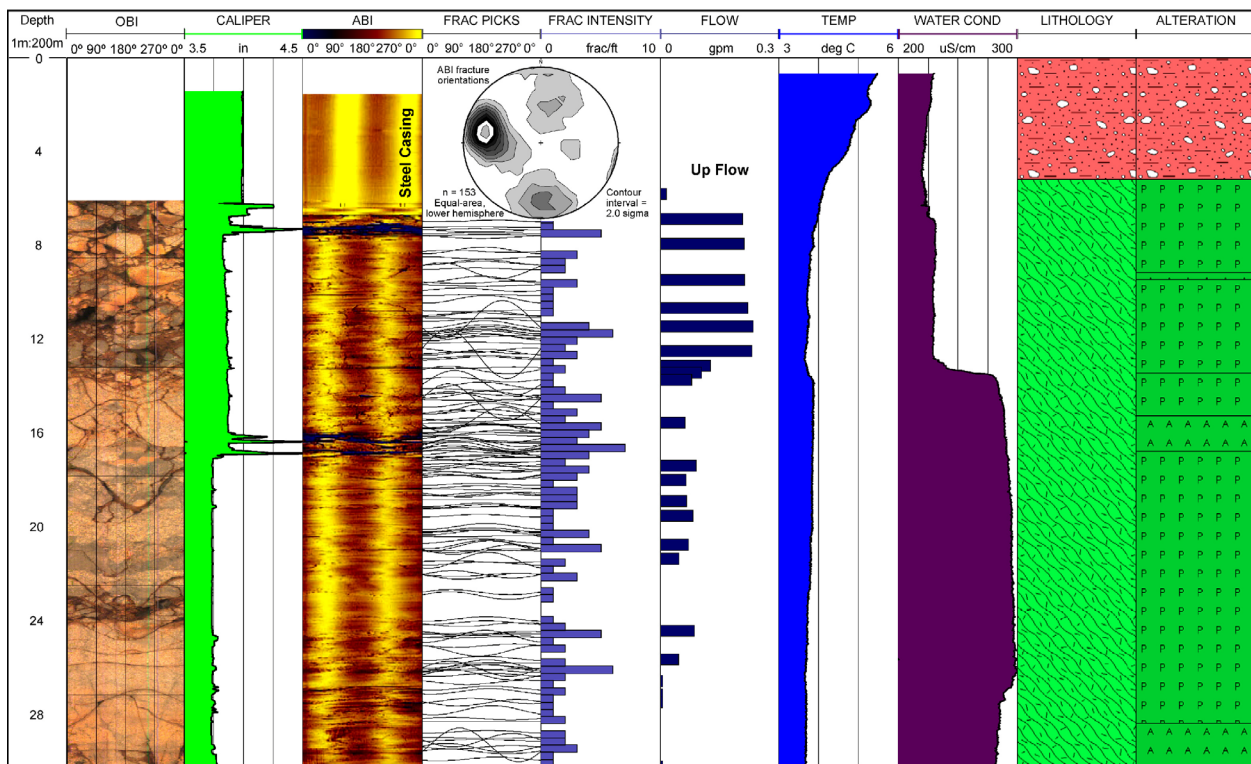 Depth
OBI
CALIPER
ABI
FRAC PICKS
FRAC INTENSITY
FLOW
TEMP
WATER COND
LITHOLOGY
ALTERATION
1m:200m
0° 90° 180° 270° 0°
3.5 in 4.5
0° 90° 180° 270° 0°
0° 90° 180° 270° 0°
0 frac/ft 10
0 gpm 0.3
3 deg C 6
200 uS/cm 300
0
ABI fracture
orientations
N
Steel Casing
n = 153
Equal-area,
lower hemisphere
Contour
interval =
2.0 sigma
Up Flow
4
P P P P P P
P P P P P P
8
P P P P P P
P P P P P P
P P P P P P
12
P P P P P P
P P P P P P
P P P P P P
A A A A A A
16
A A A A A A
P P P P P P
P P P P P P
P P P P P P
20
P P P P P P
P P P P P P
P P P P P P
P P P P P P
24
P P P P P P
P P P P P P
P P P P P P
P P P P P P
28
P P P P P P
A A A A A A
A A A A A A